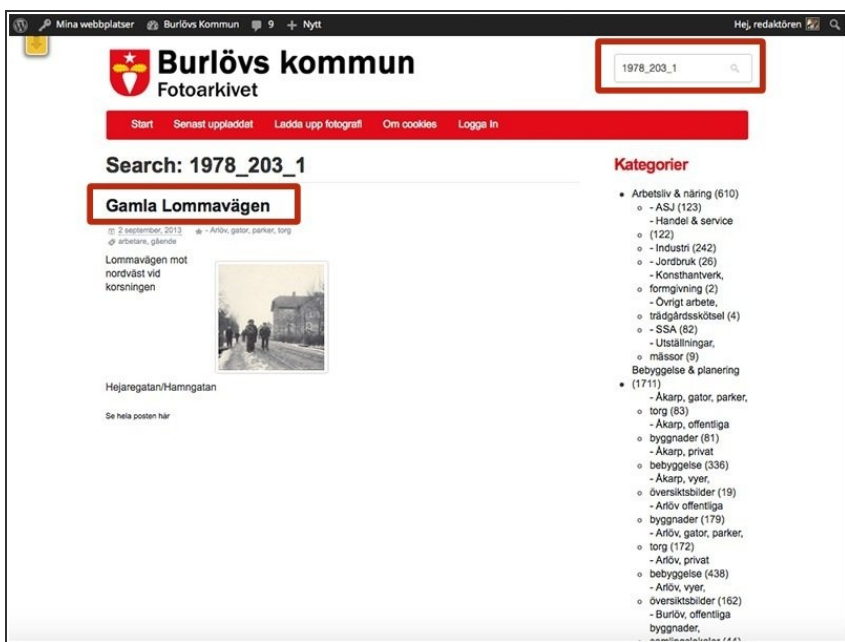 Mina webbplatser Burlövs Kommun 9 + Nytt Hej, redaktören
Burlövs kommun
Fotoarkivet
1978_203_1
Start Senast uppladdat Ladda upp fotografi Om cookies Logga in
Search: 1978_203_1
Gamla Lommavägen
2 september, 2013 - Arlöv, gator, parker, torg
arbetare, gående
Lommavägen mot
nordväst vid
korsningen
Hejaregatan/Hamngatan
Se hela posten här
Kategorier
Arbetsliv & näring (610)
- ASJ (123)
- Handel & service
(122)
- Industri (242)
- Jordbruk (26)
- Konsthantverk,
formgivning (2)
- Övrigt arbete,
trädgårdsskötsel (4)
- SSA (82)
- Utställningar,
mässor (9)
Bebyggelse & planering
(1711)
- Åkarp, gator, parker,
torg (83)
- Åkarp, offentliga
byggnader (81)
- Åkarp, privat
bebyggelse (336)
- Åkarp, vyer,
översiktsbilder (19)
- Arlöv offentliga
byggnader (179)
- Arlöv, gator, parker,
torg (172)
- Arlöv, privat
bebyggelse (438)
- Arlöv, vyer,
översiktsbilder (162)
- Burlöv, offentliga
byggnader,